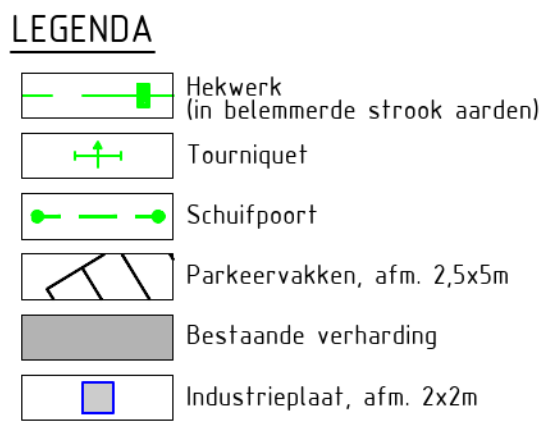 LEGENDA
Hekwerk
(in belemmerde strook aarden)
Tourniquet
Schuifpoort
Parkeervakken, afm. 2,5x5m
Bestaande verharding
Industrieplaat, afm. 2x2m